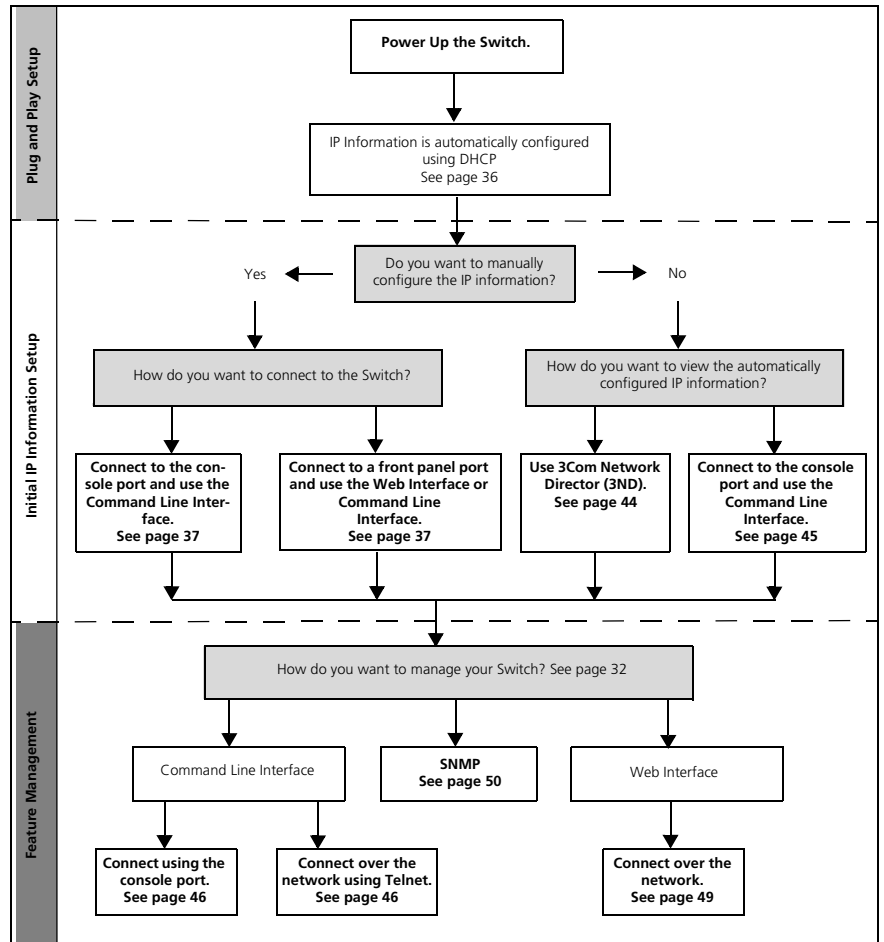 Plug and Play Setup
Power Up the Switch.
IP Information is automatically configured
using DHCP
See page 36
Initial IP Information Setup
Do you want to manually
configure the IP information?
Yes
No
How do you want to connect to the Switch?
How do you want to view the automatically
configured IP information?
Connect to the con-
sole port and use the
Command Line Inter-
face.
See page 37
Connect to a front panel port
and use the Web Interface or
Command Line
Interface.
See page 37
Use 3Com Network
Director (3ND).
See page 44
Connect to the console
port and use the
Command Line
Interface.
See page 45
Feature Management
How do you want to manage your Switch? See page 32
Command Line Interface
SNMP
See page 50
Web Interface
Connect using the
console port.
See page 46
Connect over the
network using Telnet.
See page 46
Connect over the
network.
See page 49